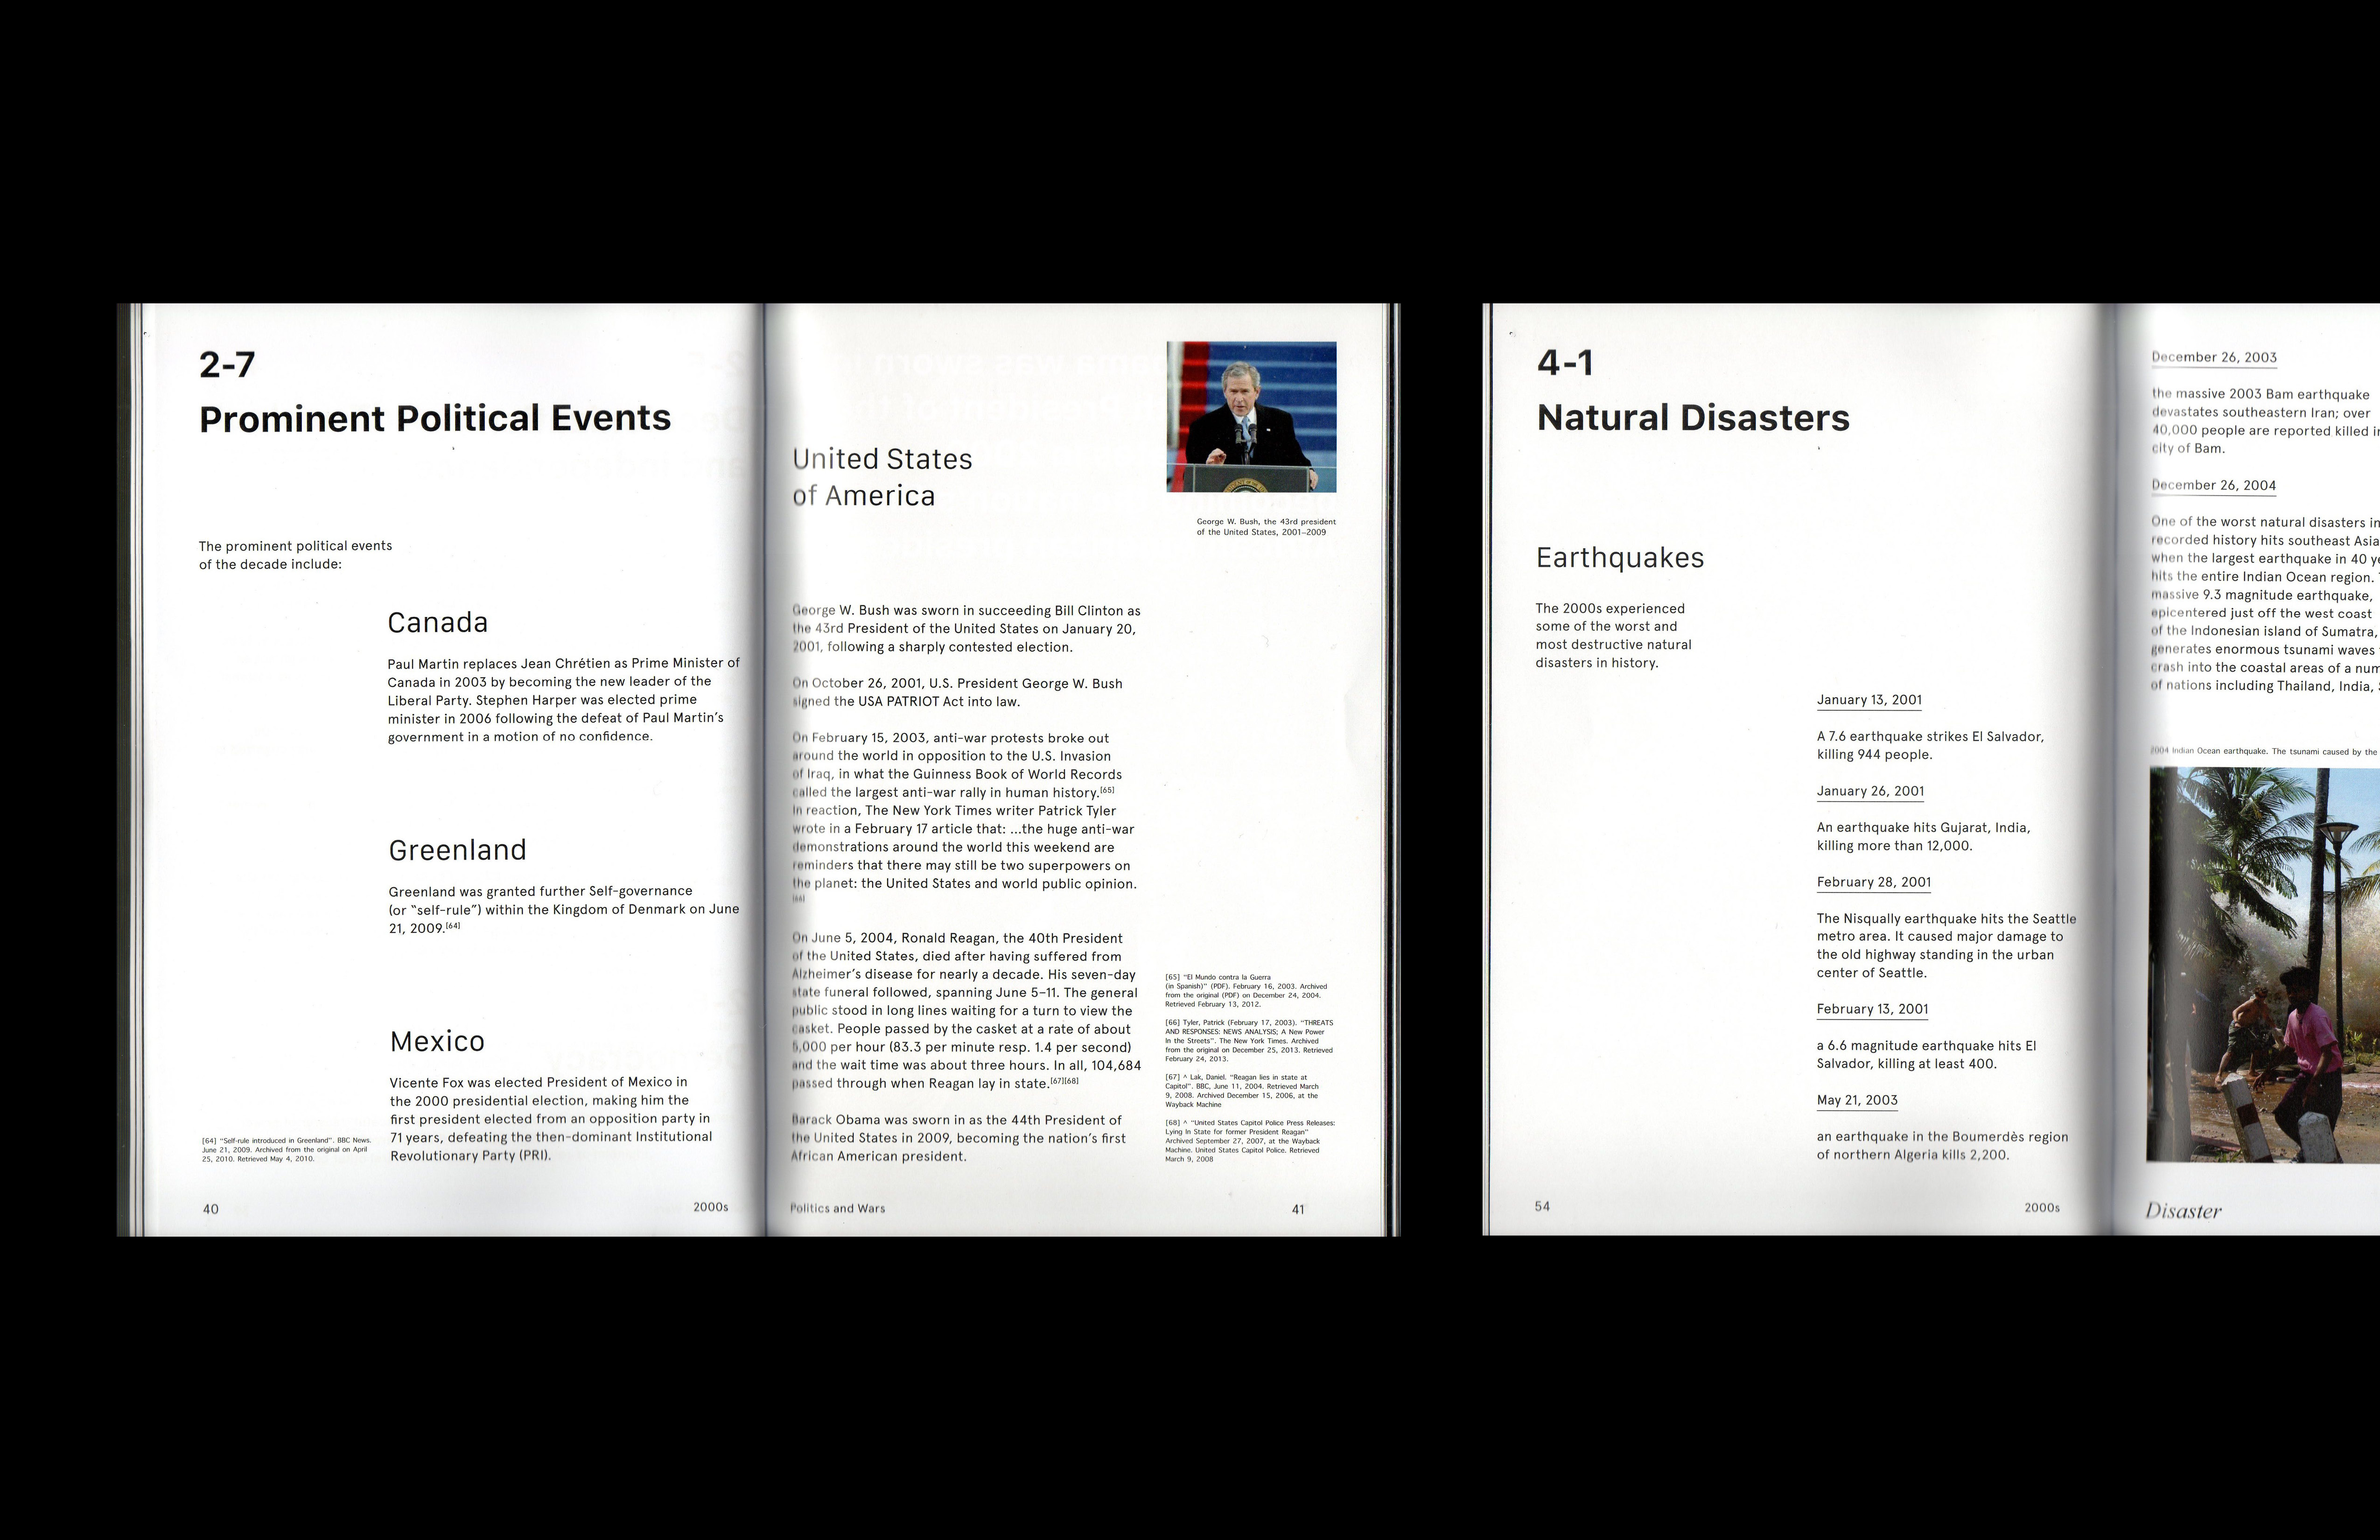 2-7
Prominent Political Events
The prominent political events
of the decade include:
Canada
Paul Martin replaces Jean Chrétien as Prime Minister of
Canada in 2003 by becoming the new leader of the
Liberal Party. Stephen Harper was elected prime
minister in 2006 following the defeat of Paul Martin's
government in a motion of no confidence.
Greenland
Greenland was granted further Self-governance
(or "self-rule") within the Kingdom of Denmark on June
21, 2009.[64]
Mexico
Vicente Fox was elected President of Mexico in
the 2000 presidential election, making him the
first president elected from an opposition party in
71 years, defeating the then-dominant Institutional
Revolutionary Party (PRI).
[64] "Self-rule introduced in Greenland". BBC News.
June 21, 2009. Archived from the original on April
25, 2010. Retrieved May 4, 2010.
40
2000s
United States
of America
George W. Bush, the 43rd president
of the United States, 2001–2009
George W. Bush was sworn in succeeding Bill Clinton as
the 43rd President of the United States on January 20,
2001, following a sharply contested election.
On October 26, 2001, U.S. President George W. Bush
signed the USA PATRIOT Act into law.
On February 15, 2003, anti-war protests broke out
around the world in opposition to the U.S. Invasion
of Iraq, in what the Guinness Book of World Records
called the largest anti-war rally in human history.[65]
In reaction, The New York Times writer Patrick Tyler
wrote in a February 17 article that: ...the huge anti-war
demonstrations around the world this weekend are
reminders that there may still be two superpowers on
the planet: the United States and world public opinion.
[66]
On June 5, 2004, Ronald Reagan, the 40th President
of the United States, died after having suffered from
Alzheimer's disease for nearly a decade. His seven-day
state funeral followed, spanning June 5–11. The general
public stood in long lines waiting for a turn to view the
casket. People passed by the casket at a rate of about
5,000 per hour (83.3 per minute resp. 1.4 per second)
and the wait time was about three hours. In all, 104,684
passed through when Reagan lay in state.[67][68]
Barack Obama was sworn in as the 44th President of
the United States in 2009, becoming the nation's first
African American president.
[65] "El Mundo contra la Guerra
(in Spanish)" (PDF). February 16, 2003. Archived
from the original (PDF) on December 24, 2004.
Retrieved February 13, 2012.
[66] Tyler, Patrick (February 17, 2003). "THREATS
AND RESPONSES: NEWS ANALYSIS; A New Power
In the Streets". The New York Times. Archived
from the original on December 25, 2013. Retrieved
February 24, 2013.
[67] ^ Lak, Daniel. "Reagan lies in state at
Capitol". BBC, June 11, 2004. Retrieved March
9, 2008. Archived December 15, 2006, at the
Wayback Machine
[68] ^ "United States Capitol Police Press Releases:
Lying In State for former President Reagan"
Archived September 27, 2007, at the Wayback
Machine. United States Capitol Police. Retrieved
March 9, 2008
Politics and Wars
41
4-1
Natural Disasters
Earthquakes
The 2000s experienced
some of the worst and
most destructive natural
disasters in history.
January 13, 2001
A 7.6 earthquake strikes El Salvador,
killing 944 people.
January 26, 2001
An earthquake hits Gujarat, India,
killing more than 12,000.
February 28, 2001
The Nisqually earthquake hits the Seattle
metro area. It caused major damage to
the old highway standing in the urban
center of Seattle.
February 13, 2001
a 6.6 magnitude earthquake hits El
Salvador, killing at least 400.
May 21, 2003
an earthquake in the Boumerdès region
of northern Algeria kills 2,200.
54
2000s
December 26, 2003
the massive 2003 Bam earthquake
devastates southeastern Iran; over
40,000 people are reported killed
city of Bam.
December 26, 2004
One of the worst natural disasters in
recorded history hits southeast Asia
when the largest earthquake in 40
hits the entire Indian Ocean region.
massive 9.3 magnitude earthquake,
epicentered just off the west coast
of the Indonesian island of Sumatra,
generates enormous tsunami waves
crash into the coastal areas of a
of nations including Thailand, India,
2004 Indian Ocean earthquake. The tsunami caused by the
Disaster